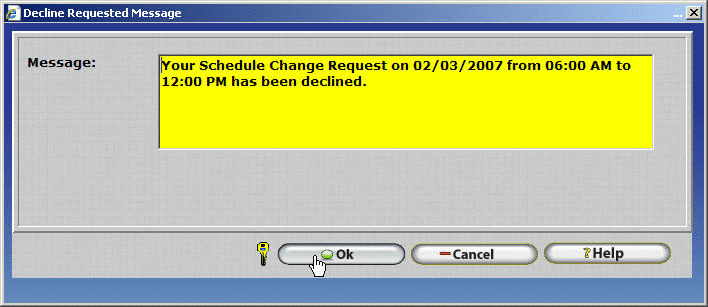 Decline Requested Message
Message:
Your Schedule Change Request on 02/03/2007 from 06:00 AM to
12:00 PM has been declined.
Ok
Cancel
Help